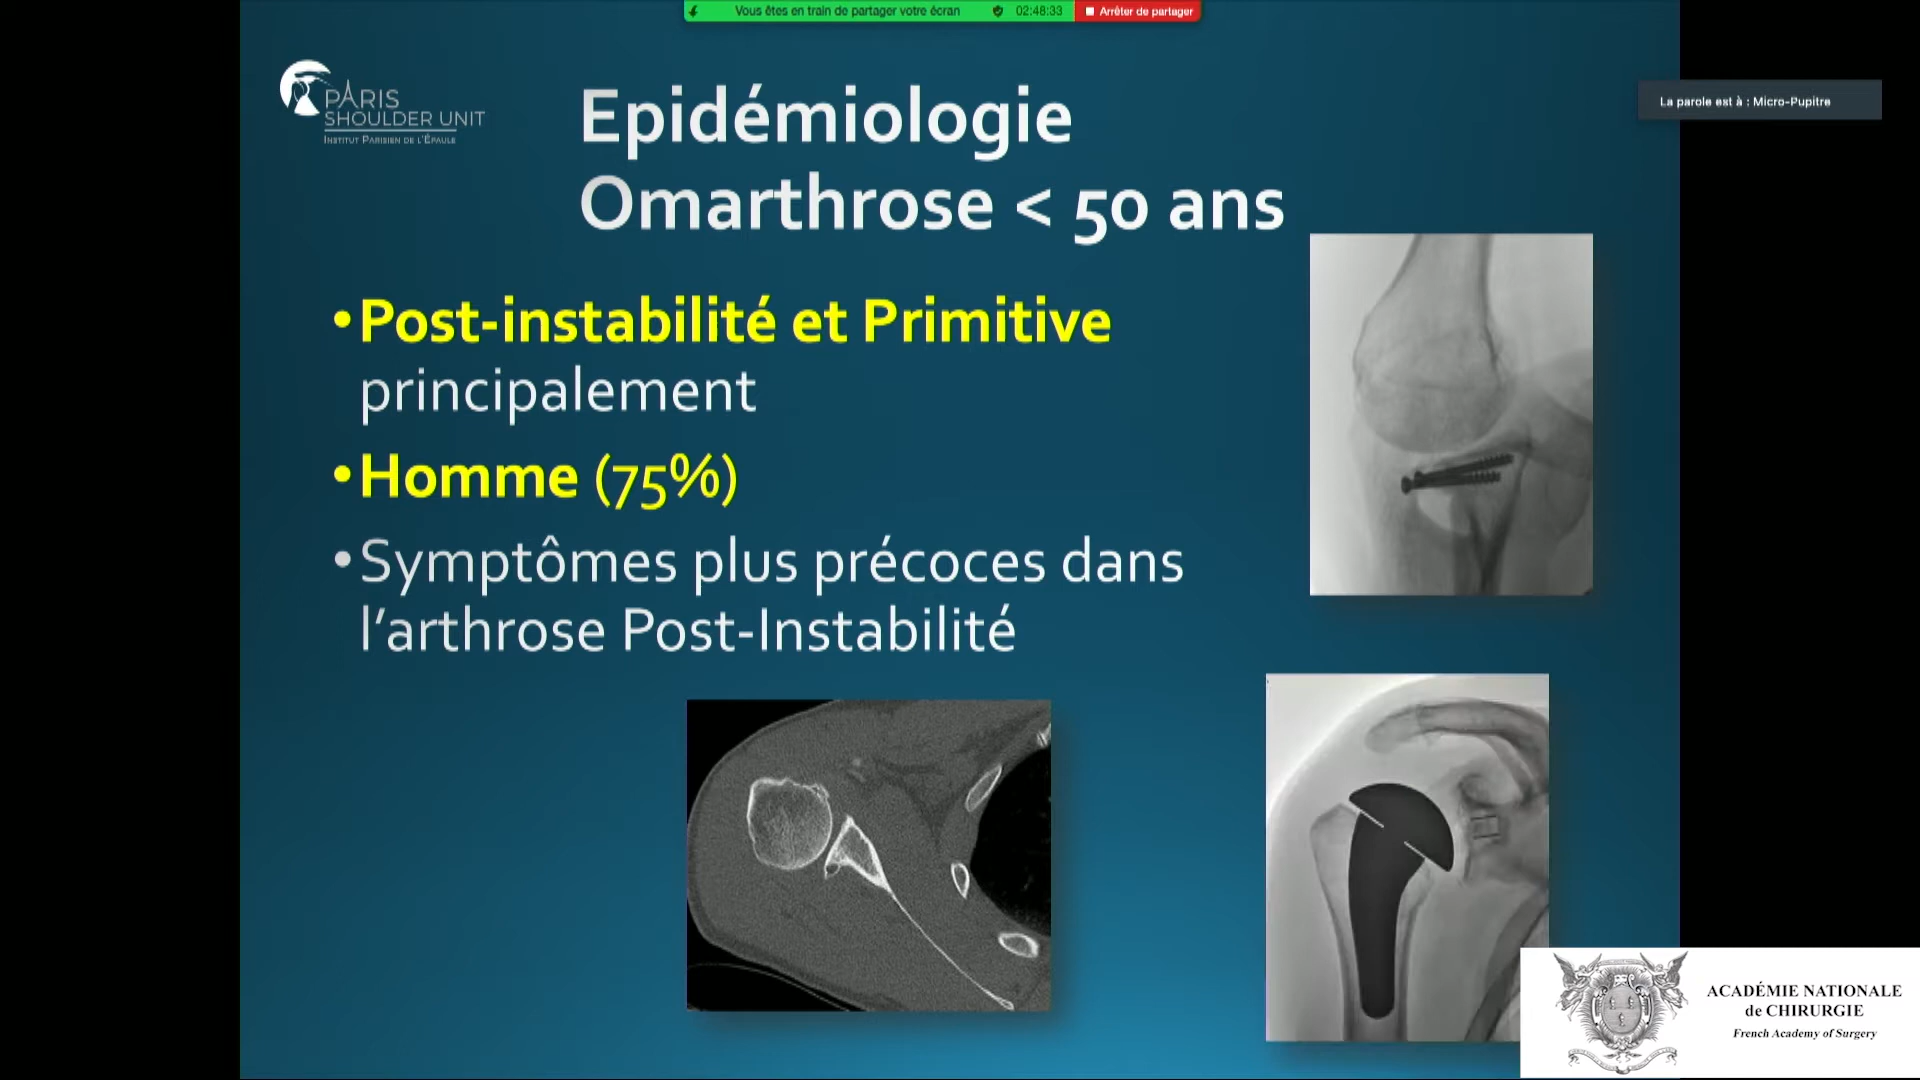 Vous êtes en train de partager votre écran
02:48:33
Arrêter de partager
PARIS
SHOULDER UNIT
INSTITUT PARISIEN DE L'ÉPAULE
La parole est à : Micro-Pupitre
Epidémiologie
Omarthrose < 50 ans
•Post-instabilité et Primitive
principalement
•Homme (75%)
•Symptômes plus précoces dans
l’arthrose Post-Instabilité
ACADÉMIE NATIONALE
de CHIRURGIE
French Academy of Surgery